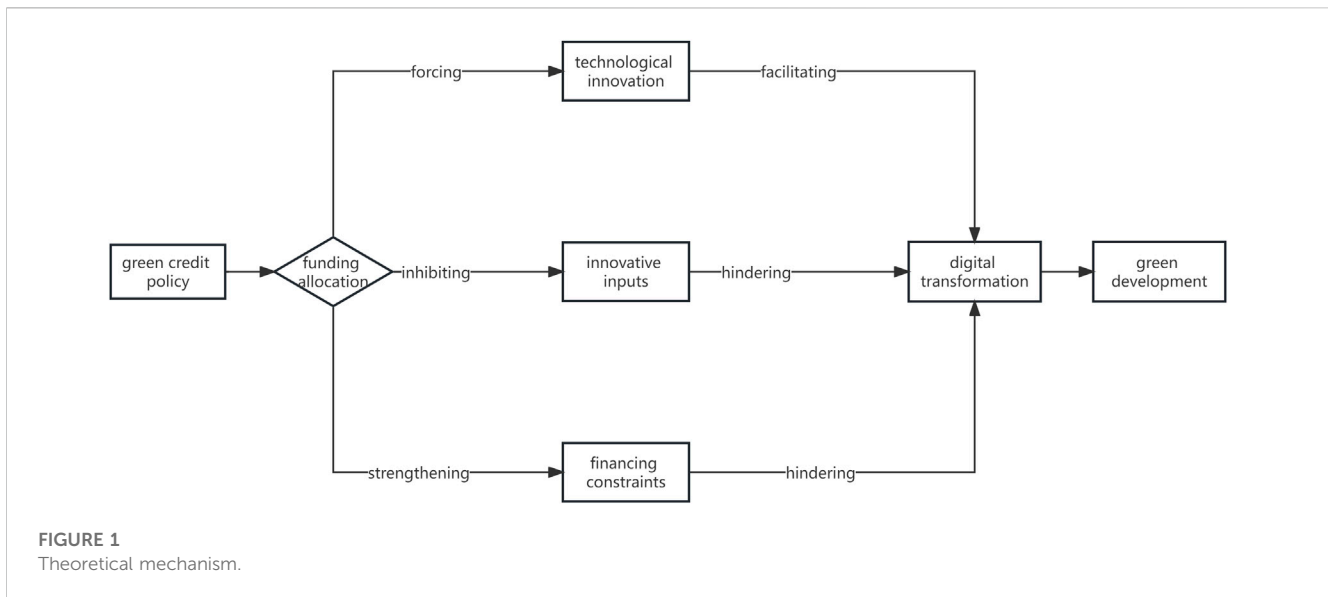 forcing
technological
innovation
facilitating
green credit
policy
funding
allocation
inhibiting
innovative
inputs
hindering
digital
transformation
green
development
strengthening
financing
constraints
hindering
FIGURE 1
Theoretical mechanism.